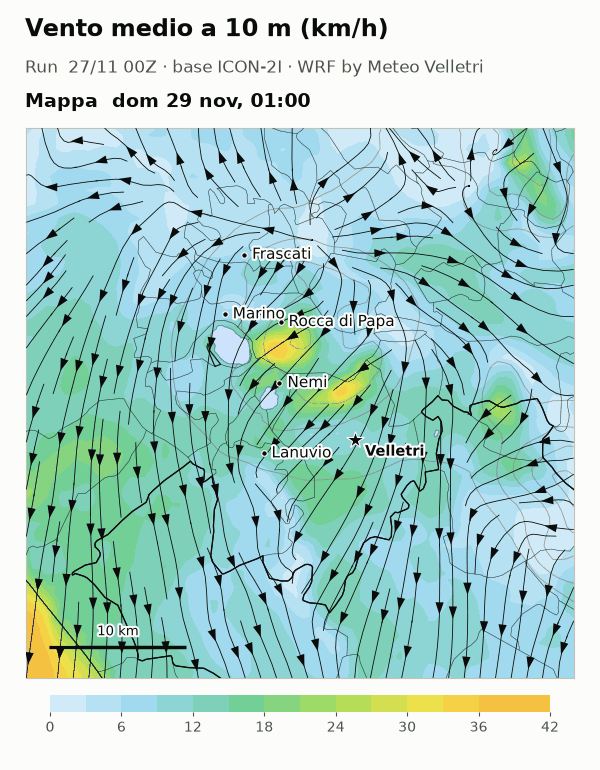 Vento medio a 10 m (km/h)
Run 27/11 00Z · base ICON-2I · WRF by Meteo Velletri
Mappa dom 29 nov, 01:00
Frascati
Marino
Rocca di Papa
Nemi
Velletri
Lanuvio
10 km
0 6 12 18 24 30 36 42